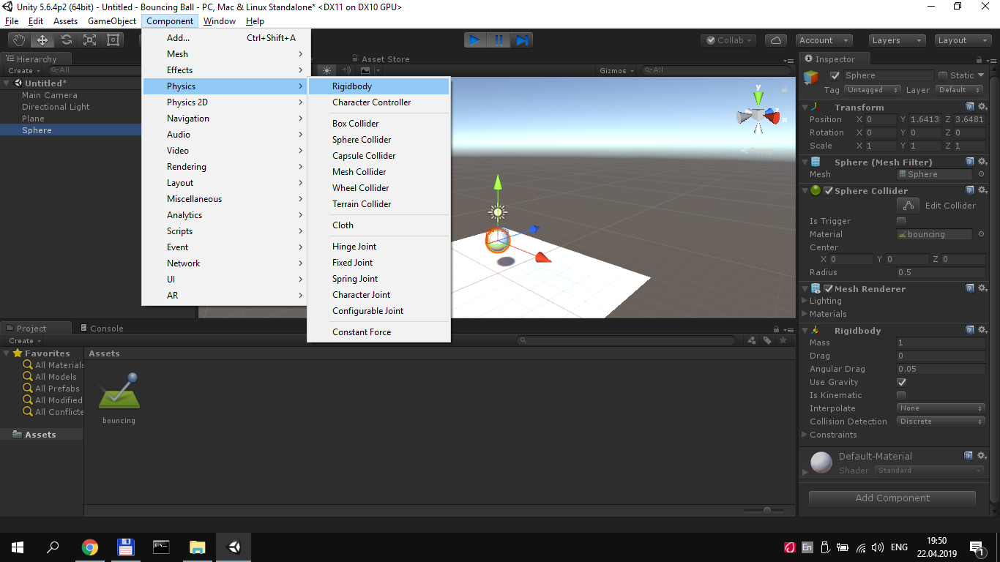 Unity 5.6.4p2 (64bit) - Untitled - Bouncing Ball - PC, Mac & Linux Standalone* <DX11 on DX10 GPU>
File Edit Assets GameObject Component Window Help
Collab Account Layers Layout
Hierarchy
Create All
Untitled*
Main Camera
Directional Light
Plane
Sphere
Add... Ctrl+Shift+A
Mesh
Effects
Physics
Physics 2D
Navigation
Audio
Video
Rendering
Layout
Miscellaneous
Analytics
Scripts
Event
Network
UI
AR
Rigidbody
Character Controller
Box Collider
Sphere Collider
Capsule Collider
Mesh Collider
Wheel Collider
Terrain Collider
Cloth
Hinge Joint
Fixed Joint
Spring Joint
Character Joint
Configurable Joint
Constant Force
Asset Store
Gizmos All
y
x
Inspector
Sphere Static
Tag Untagged Layer Default
Transform
Position X 0 Y 1.6413 Z 3.6481
Rotation X 0 Y 0 Z 0
Scale X 1 Y 1 Z 1
Sphere (Mesh Filter)
Mesh Sphere
Sphere Collider
Edit Collider
Is Trigger
Material bouncing
Center
X 0 Y 0 Z 0
Radius 0.5
Mesh Renderer
Lighting
Materials
Rigidbody
Mass 1
Drag 0
Angular Drag 0.05
Use Gravity
Is Kinematic
Interpolate None
Collision Detection Discrete
Constraints
Default-Material
Shader Standard
Add Component
Project Console
Create
Favorites
All Materials
All Models
All Prefabs
All Modified
All Conflicte
Assets
Assets
bouncing
En ENG
19:50
22.04.2019
1